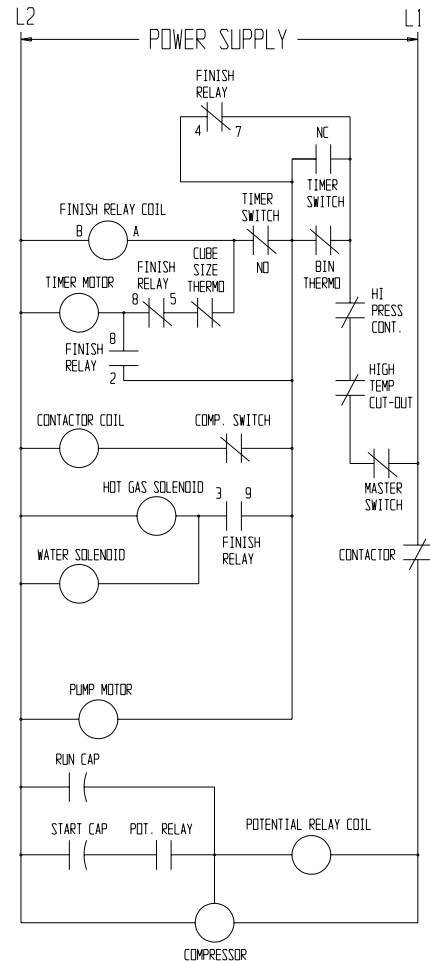 L2 L1
POWER SUPPLY
FINISH
RELAY
4 7
NC
TIMER
SWITCH
FINISH RELAY COIL
B A
TIMER
SWITCH
NO
BIN
THERMO
TIMER MOTOR
FINISH
RELAY
8 5
CUBE
SIZE
THERMO
HI
PRESS
CONT.
8
FINISH
RELAY
2
HIGH
TEMP
CUT-OUT
CONTACTOR COIL
COMP. SWITCH
MASTER
SWITCH
HOT GAS SOLENOID
3 9
FINISH
RELAY
CONTACTOR
WATER SOLENOID
PUMP MOTOR
RUN CAP
START CAP
POT. RELAY
POTENTIAL RELAY COIL
COMPRESSOR